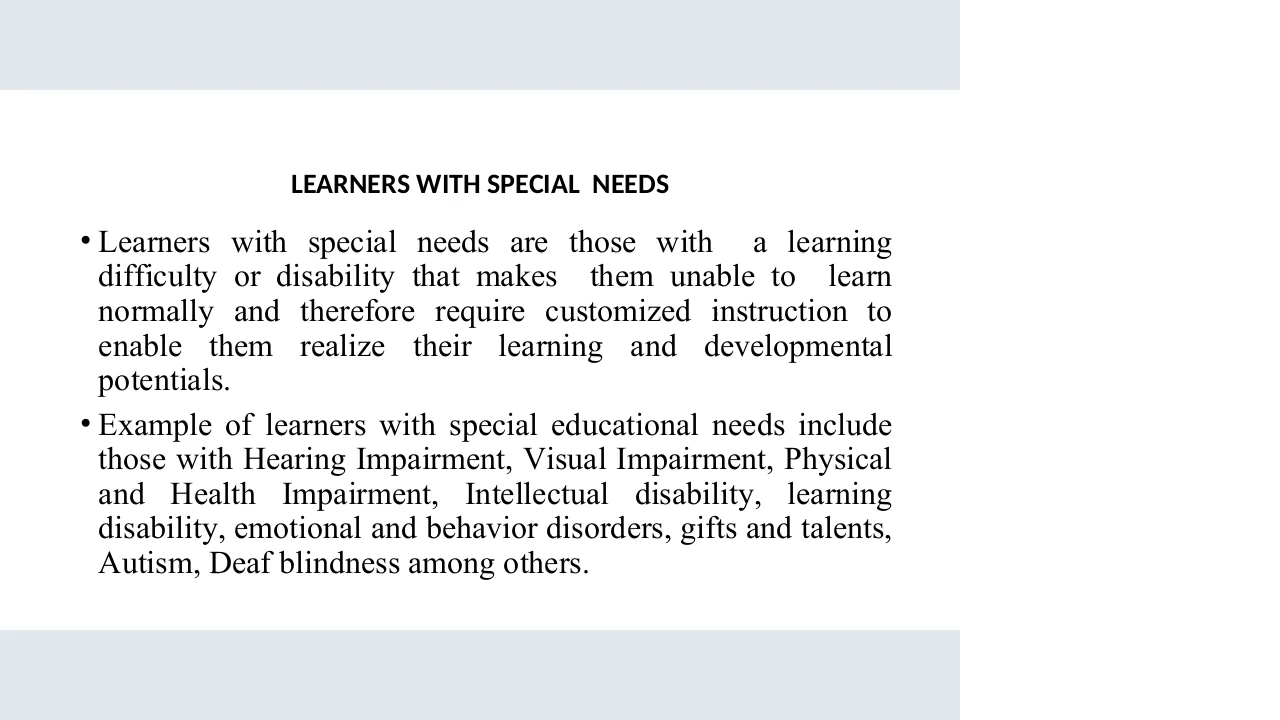 LEARNERS WITH SPECIAL  NEEDS
• Learners with special needs are those with  a learning
difficulty or disability that makes  them unable to  learn
normally and therefore require customized instruction to
enable them realize their learning and developmental
potentials.
• Example of learners with special educational needs include
those with Hearing Impairment, Visual Impairment, Physical
and Health Impairment, Intellectual disability, learning
disability, emotional and behavior disorders, gifts and talents,
Autism, Deaf blindness among others.